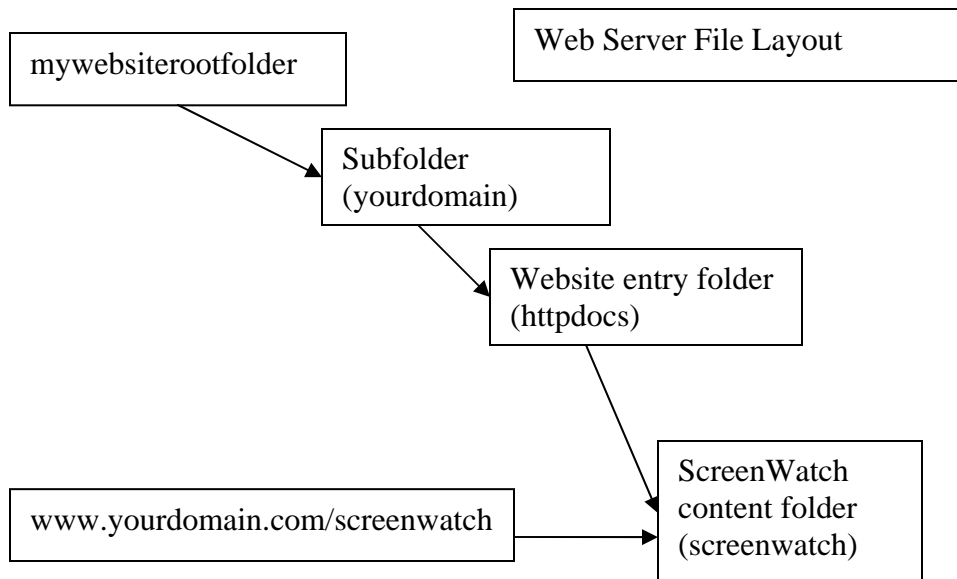 Web Server File Layout
mywebsiterootfolder
Subfolder
(yourdomain)
Website entry folder
(httpdocs)
ScreenWatch
content folder
(screenwatch)
www.yourdomain.com/screenwatch